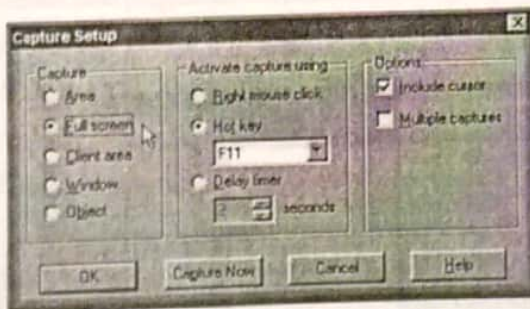 Capture Setup
Capture
Area
Full screen
Client area
Window
Object
Activate capture using
Right mouse click
Hot key
F11
Delay timer
2 seconds
Options
Include cursor
Multiple captures
OK
Capture Now
Cancel
Help